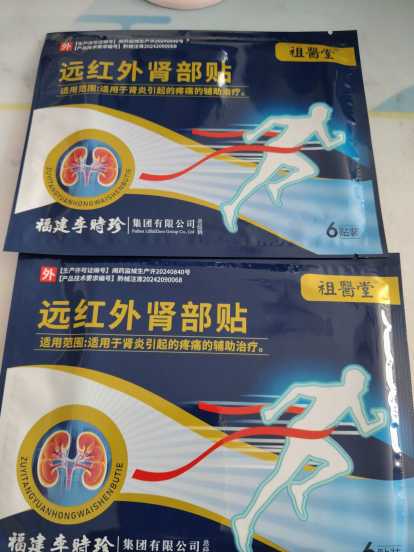 外
【生产许可证编号】闽药监械生产许20240840号
【产品技术要求编号】黔械注准20242090068
祖醫堂
远红外肾部贴
适用范围:适用于肾炎引起的疼痛的辅助治疗。
ZUYITANGYUANHONGWAISHENBUTIE
福建李时珍
集团有限公司
总经销
6贴装
外
【生产许可证编号】闽药监械生产许20240840号
【产品技术要求编号】黔械注准20242090068
祖醫堂
远红外肾部贴
适用范围:适用于肾炎引起的疼痛的辅助治疗。
ZUYITANGYUANHONGWAISHENBUTIE
福建李时珍
集团有限公司